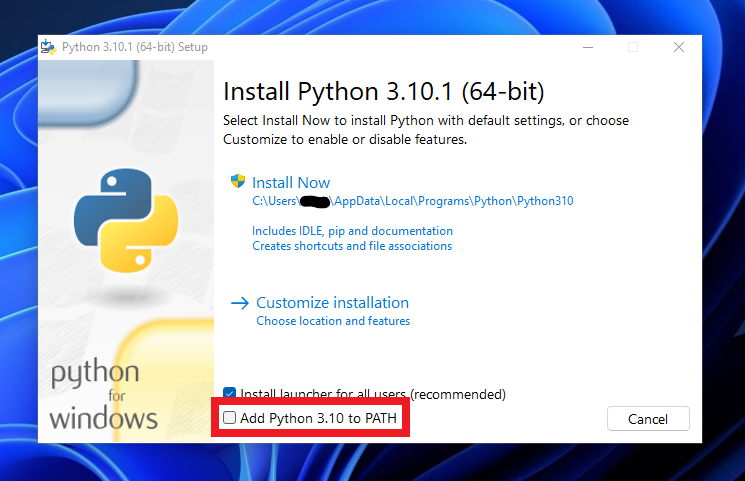 Python 3.10.1 (64-bit) Setup
Install Python 3.10.1 (64-bit)
Select Install Now to install Python with default settings, or choose
Customize to enable or disable features.
Install Now
C:\Users\ \AppData\Local\Programs\Python\Python310
Includes IDLE, pip and documentation
Creates shortcuts and file associations
Customize installation
Choose location and features
python
for
windows
Install launcher for all users (recommended)
Add Python 3.10 to PATH
Cancel